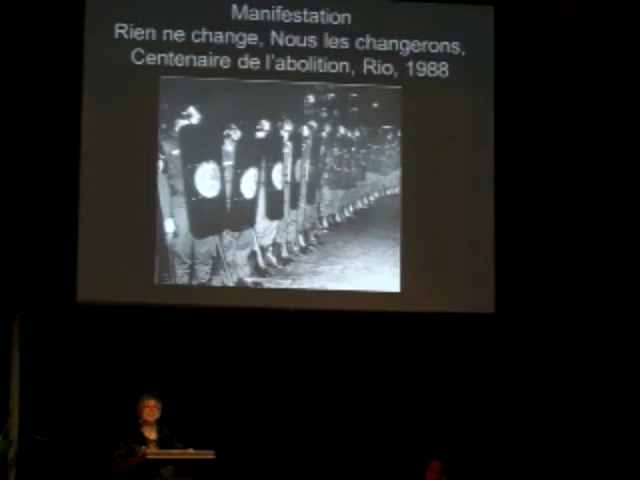 Manifestation
Rien ne change, Nous les changerons,
Centenaire de l'abolition, Rio, 1988